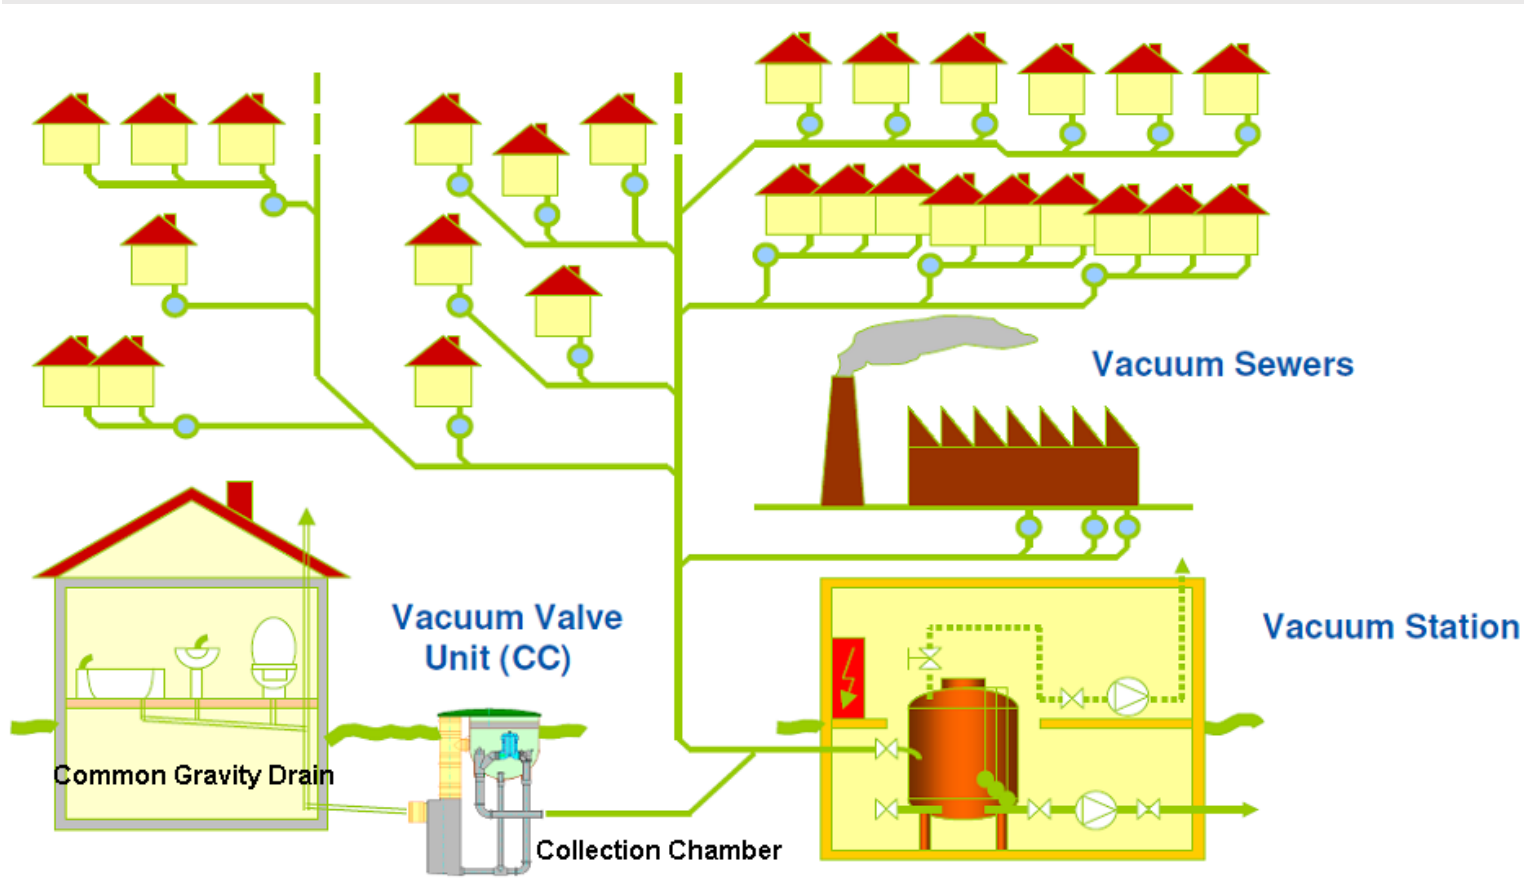 Vacuum Sewers
Vacuum Valve
Unit (CC)
Vacuum Station
Common Gravity Drain
Collection Chamber